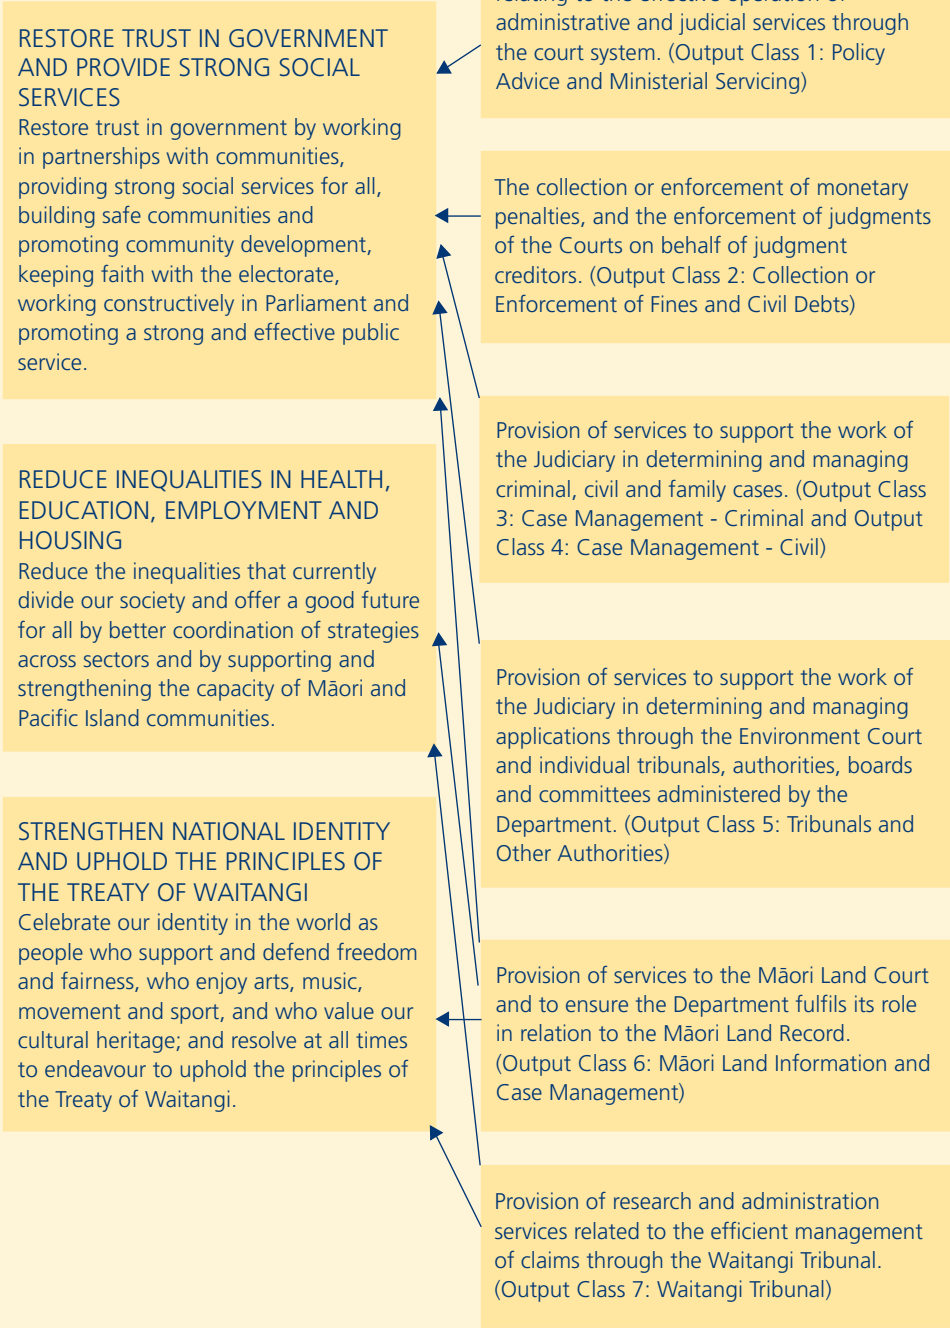 RESTORE TRUST IN GOVERNMENT
AND PROVIDE STRONG SOCIAL
SERVICES
Restore trust in government by working
in partnerships with communities,
providing strong social services for all,
building safe communities and
promoting community development,
keeping faith with the electorate,
working constructively in Parliament and
promoting a strong and effective public
service.
REDUCE INEQUALITIES IN HEALTH,
EDUCATION, EMPLOYMENT AND
HOUSING
Reduce the inequalities that currently
divide our society and offer a good future
for all by better coordination of strategies
across sectors and by supporting and
strengthening the capacity of Māori and
Pacific Island communities.
STRENGTHEN NATIONAL IDENTITY
AND UPHOLD THE PRINCIPLES OF
THE TREATY OF WAITANGI
Celebrate our identity in the world as
people who support and defend freedom
and fairness, who enjoy arts, music,
movement and sport, and who value our
cultural heritage; and resolve at all times
to endeavour to uphold the principles of
the Treaty of Waitangi.
relating to the effective operation of
administrative and judicial services through
the court system. (Output Class 1: Policy
Advice and Ministerial Servicing)
The collection or enforcement of monetary
penalties, and the enforcement of judgments
of the Courts on behalf of judgment
creditors. (Output Class 2: Collection or
Enforcement of Fines and Civil Debts)
Provision of services to support the work of
the Judiciary in determining and managing
criminal, civil and family cases. (Output Class
3: Case Management - Criminal and Output
Class 4: Case Management - Civil)
Provision of services to support the work of
the Judiciary in determining and managing
applications through the Environment Court
and individual tribunals, authorities, boards
and committees administered by the
Department. (Output Class 5: Tribunals and
Other Authorities)
Provision of services to the Māori Land Court
and to ensure the Department fulfils its role
in relation to the Māori Land Record.
(Output Class 6: Māori Land Information and
Case Management)
Provision of research and administration
services related to the efficient management
of claims through the Waitangi Tribunal.
(Output Class 7: Waitangi Tribunal)